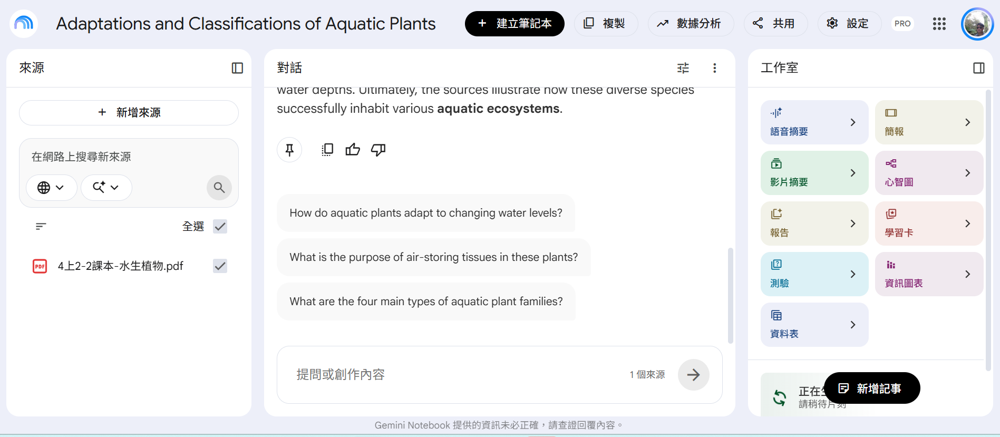 Adaptations and Classifications of Aquatic Plants
建立筆記本
複製
數據分析
共用
設定
PRO
來源
新增來源
在網路上搜尋新來源
全選
PDF
4上2-2課本-水生植物.pdf
對話
water depths. Ultimately, the sources illustrate how these diverse species
successfully inhabit various aquatic ecosystems.
How do aquatic plants adapt to changing water levels?
What is the purpose of air-storing tissues in these plants?
What are the four main types of aquatic plant families?
提問或創作內容
1 個來源
工作室
語音摘要
簡報
影片摘要
心智圖
報告
學習卡
測驗
資訊圖表
資料表
正在
請稍待片刻
新增記事
Gemini Notebook 提供的資訊未必正確，請查證回覆內容。